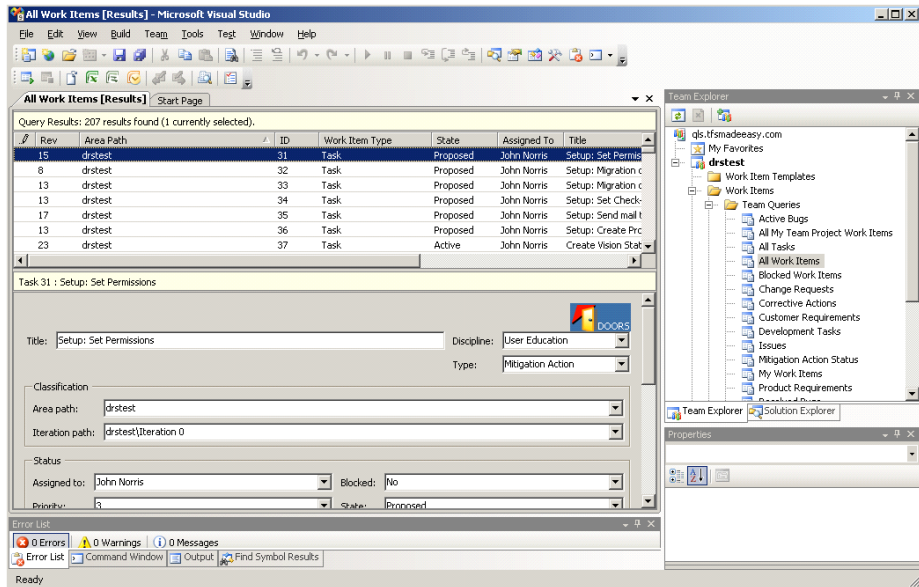 All Work Items [Results] - Microsoft Visual Studio
File Edit View Build Team Tools Test Window Help
All Work Items [Results] Start Page
Query Results: 207 results found (1 currently selected).
Rev Area Path ID Work Item Type State Assigned To Title
15 drstest 31 Task Proposed John Norris Setup: Set Permis
8 drstest 32 Task Proposed John Norris Setup: Migration
13 drstest 33 Task Proposed John Norris Setup: Migration
13 drstest 34 Task Proposed John Norris Setup: Set Check-
17 drstest 35 Task Proposed John Norris Setup: Send mail t
13 drstest 36 Task Proposed John Norris Setup: Create Prc
23 drstest 37 Task Active John Norris Create Vision Stat
Task 31 : Setup: Set Permissions
DOORS
Title: Setup: Set Permissions Discipline: User Education
Type: Mitigation Action
Classification
Area path: drstest
Iteration path: drstest\Iteration 0
Status
Assigned to: John Norris Blocked: No
Priority: 3 State: Proposed
Error List
0 Errors 0 Warnings 0 Messages
Error List Command Window Output Find Symbol Results
Ready
Team Explorer
qls.tfsmadeeasy.com
My Favorites
drstest
Work Item Templates
Work Items
Team Queries
Active Bugs
All My Team Project Work Items
All Tasks
All Work Items
Blocked Work Items
Change Requests
Corrective Actions
Customer Requirements
Development Tasks
Issues
Mitigation Action Status
My Work Items
Product Requirements
Resolved Bugs
Team Explorer Solution Explorer
Properties